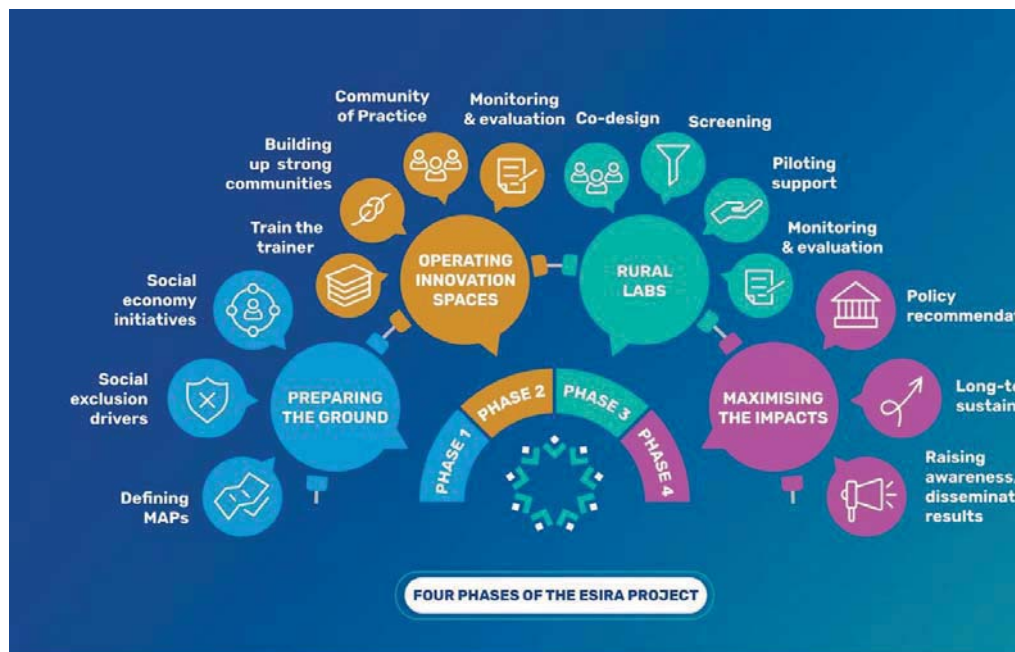 Community
of Practice
Monitoring
& evaluation
Co-design
Screening
Building
up strong
communities
Piloting
support
Train the
trainer
OPERATING
INNOVATION
SPACES
RURAL
LABS
Monitoring
& evaluation
Social
economy
initiatives
Policy
Social
exclusion
drivers
PREPARING
THE GROUND
PHASE 1
PHASE 2
PHASE 3
PHASE 4
MAXIMISING
THE IMPACTS
Defining
MAPs
Raising
results
FOUR PHASES OF THE ESIRA PROJECT